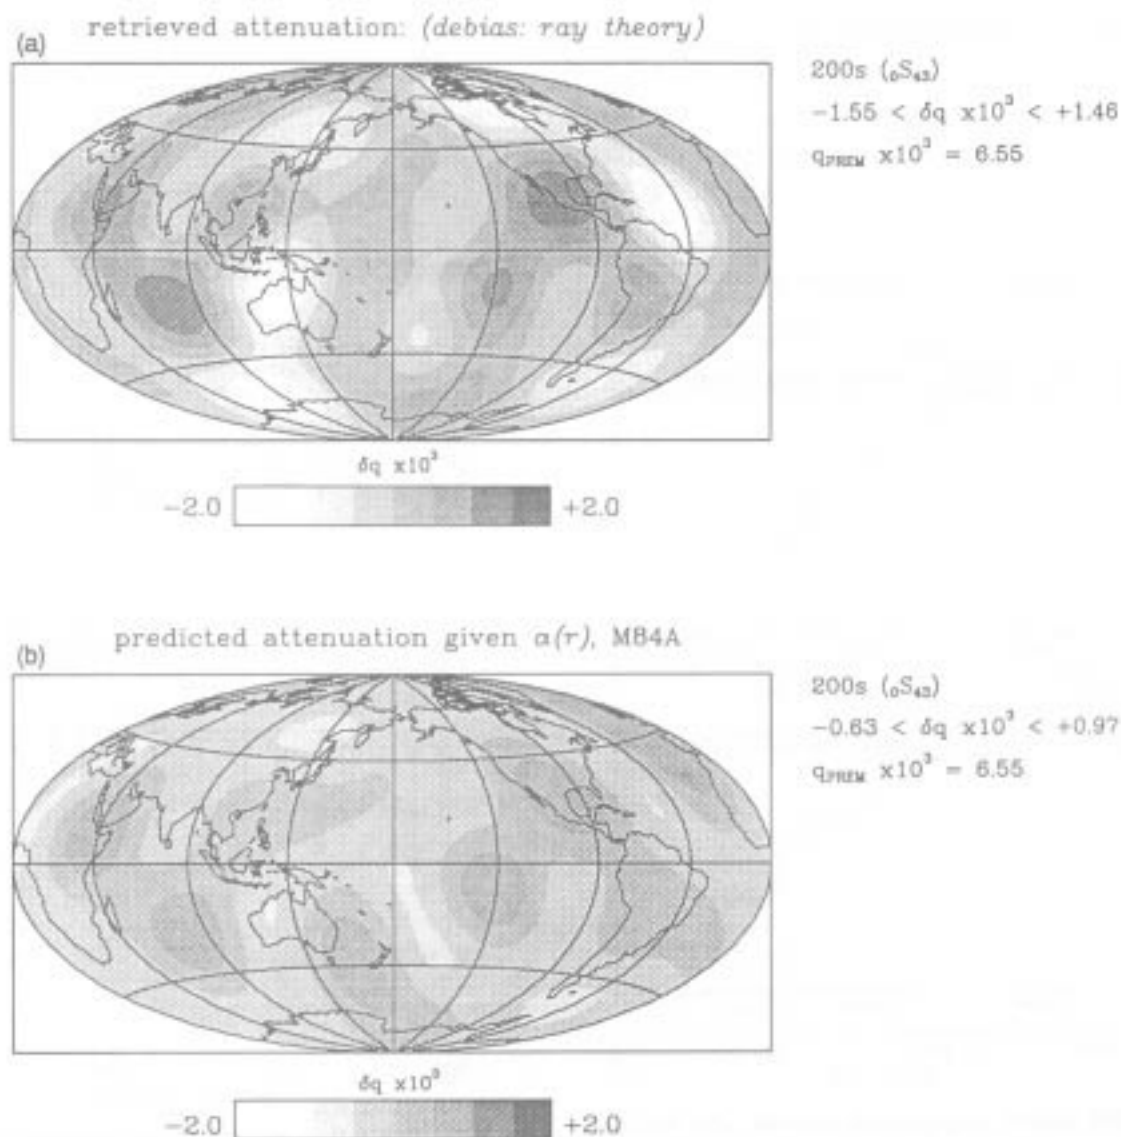 retrieved attenuation: (debias: ray theory)
(a)
200s (₀S₄₃)
−1.55 < δq x10³ < +1.46
qPREM x10³ = 6.55
δq x10³
−2.0 +2.0
predicted attenuation given α(r), M84A
(b)
200s (₀S₄₃)
−0.63 < δq x10³ < +0.97
qPREM x10³ = 6.55
δq x10³
−2.0 +2.0